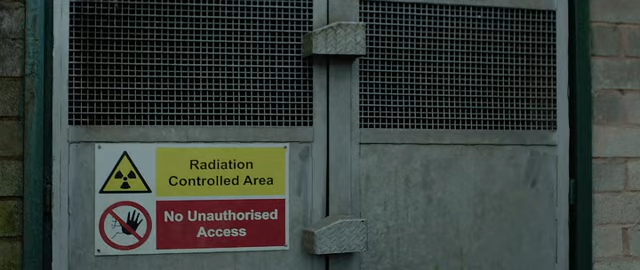 Radiation
Controlled Area
No Unauthorised
Access